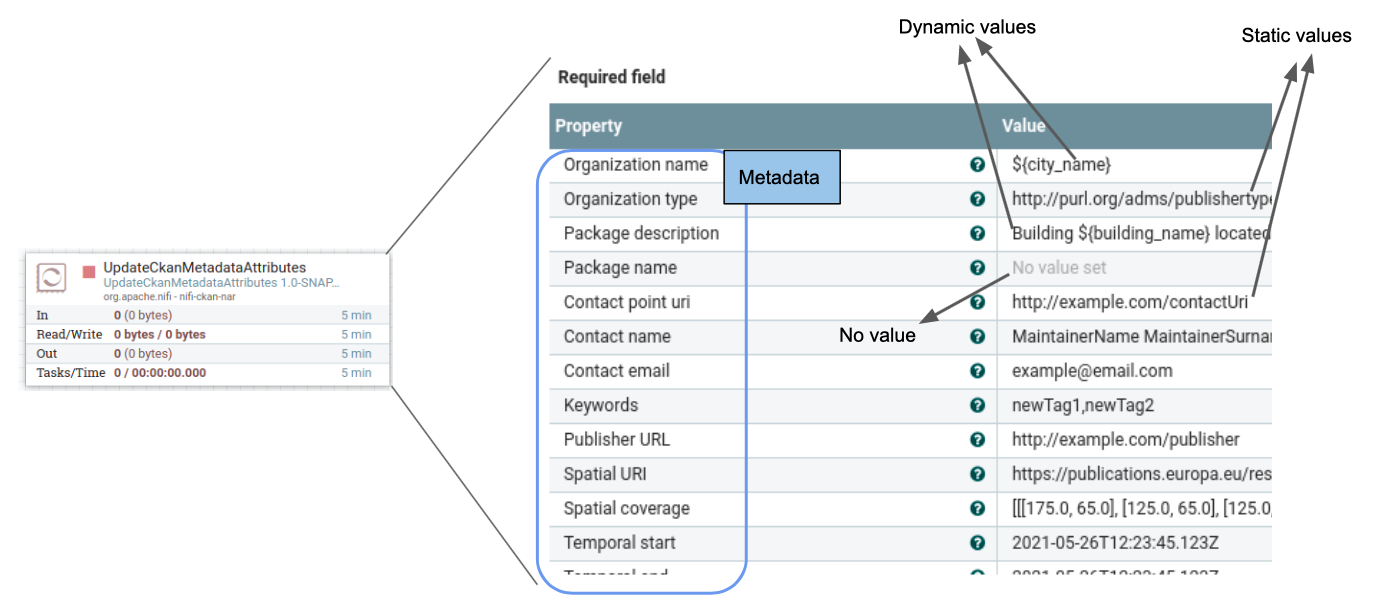 Dynamic values
Static values
Required field
Property Value
Organization name ${city_name}
Metadata
Organization type http://purl.org/adms/publishertype
Package description Building ${building_name} located
Package name No value set
Contact point uri http://example.com/contactUri
No value
Contact name MaintainerName MaintainerSurnar
Contact email example@email.com
Keywords newTag1,newTag2
Publisher URL http://example.com/publisher
Spatial URI https://publications.europa.eu/res
Spatial coverage [[[175.0, 65.0], [125.0, 65.0], [125.0,
Temporal start 2021-05-26T12:23:45.123Z
Temporal end
UpdateCkanMetadataAttributes
UpdateCkanMetadataAttributes 1.0-SNAP...
org.apache.nifi - nifi-ckan-nar
In 0 (0 bytes) 5 min
Read/Write 0 bytes / 0 bytes 5 min
Out 0 (0 bytes) 5 min
Tasks/Time 0 / 00:00:00.000 5 min